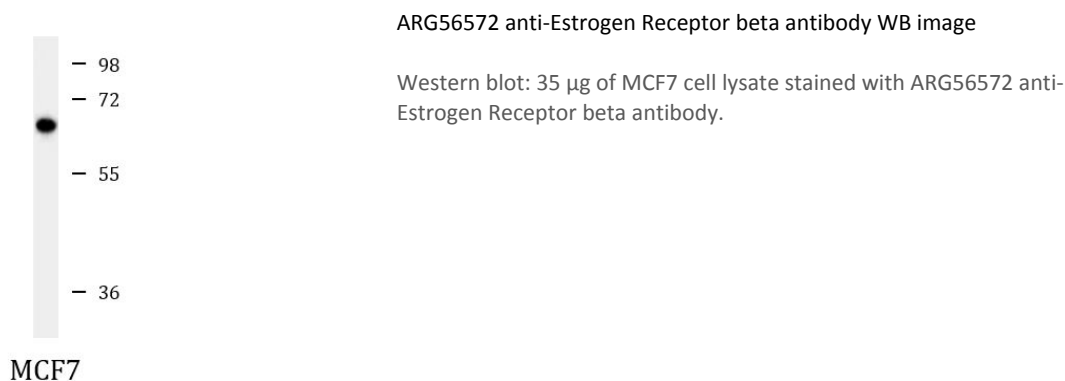 ARG56572 anti-Estrogen Receptor beta antibody WB image
Western blot: 35 µg of MCF7 cell lysate stained with ARG56572 anti-
Estrogen Receptor beta antibody.
98
72
55
36
MCF7